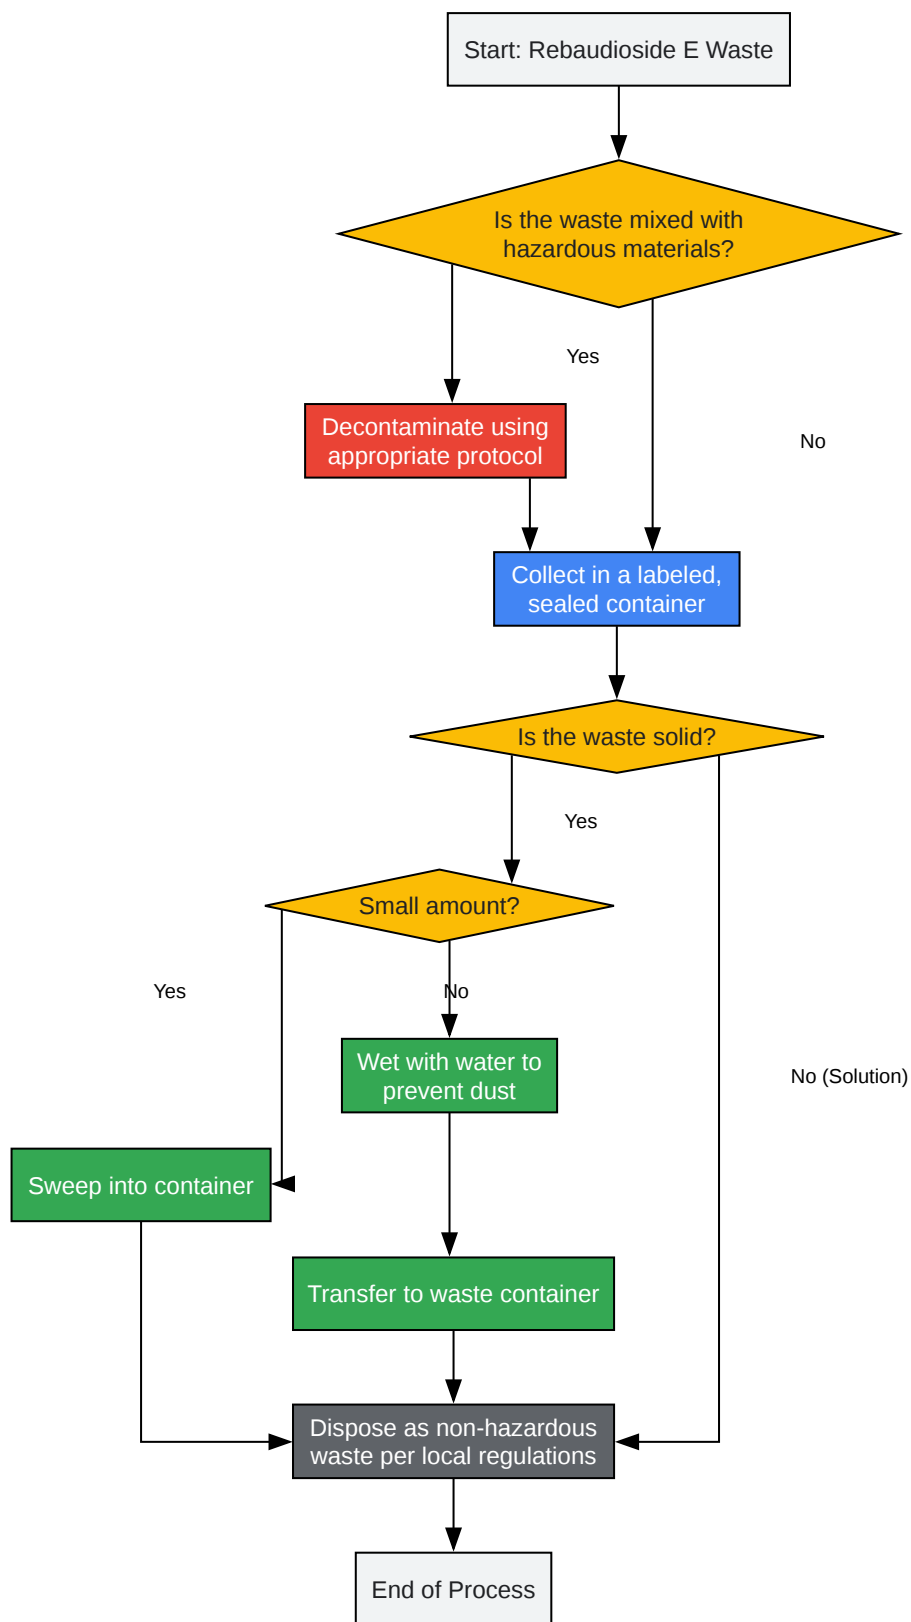 Start: Rebaudioside E Waste
Is the waste mixed with
hazardous materials?
Yes
Decontaminate using
appropriate protocol
No
Collect in a labeled,
sealed container
Is the waste solid?
Yes
Small amount?
Yes
No
Wet with water to
prevent dust
No (Solution)
Sweep into container
Transfer to waste container
Dispose as non-hazardous
waste per local regulations
End of Process